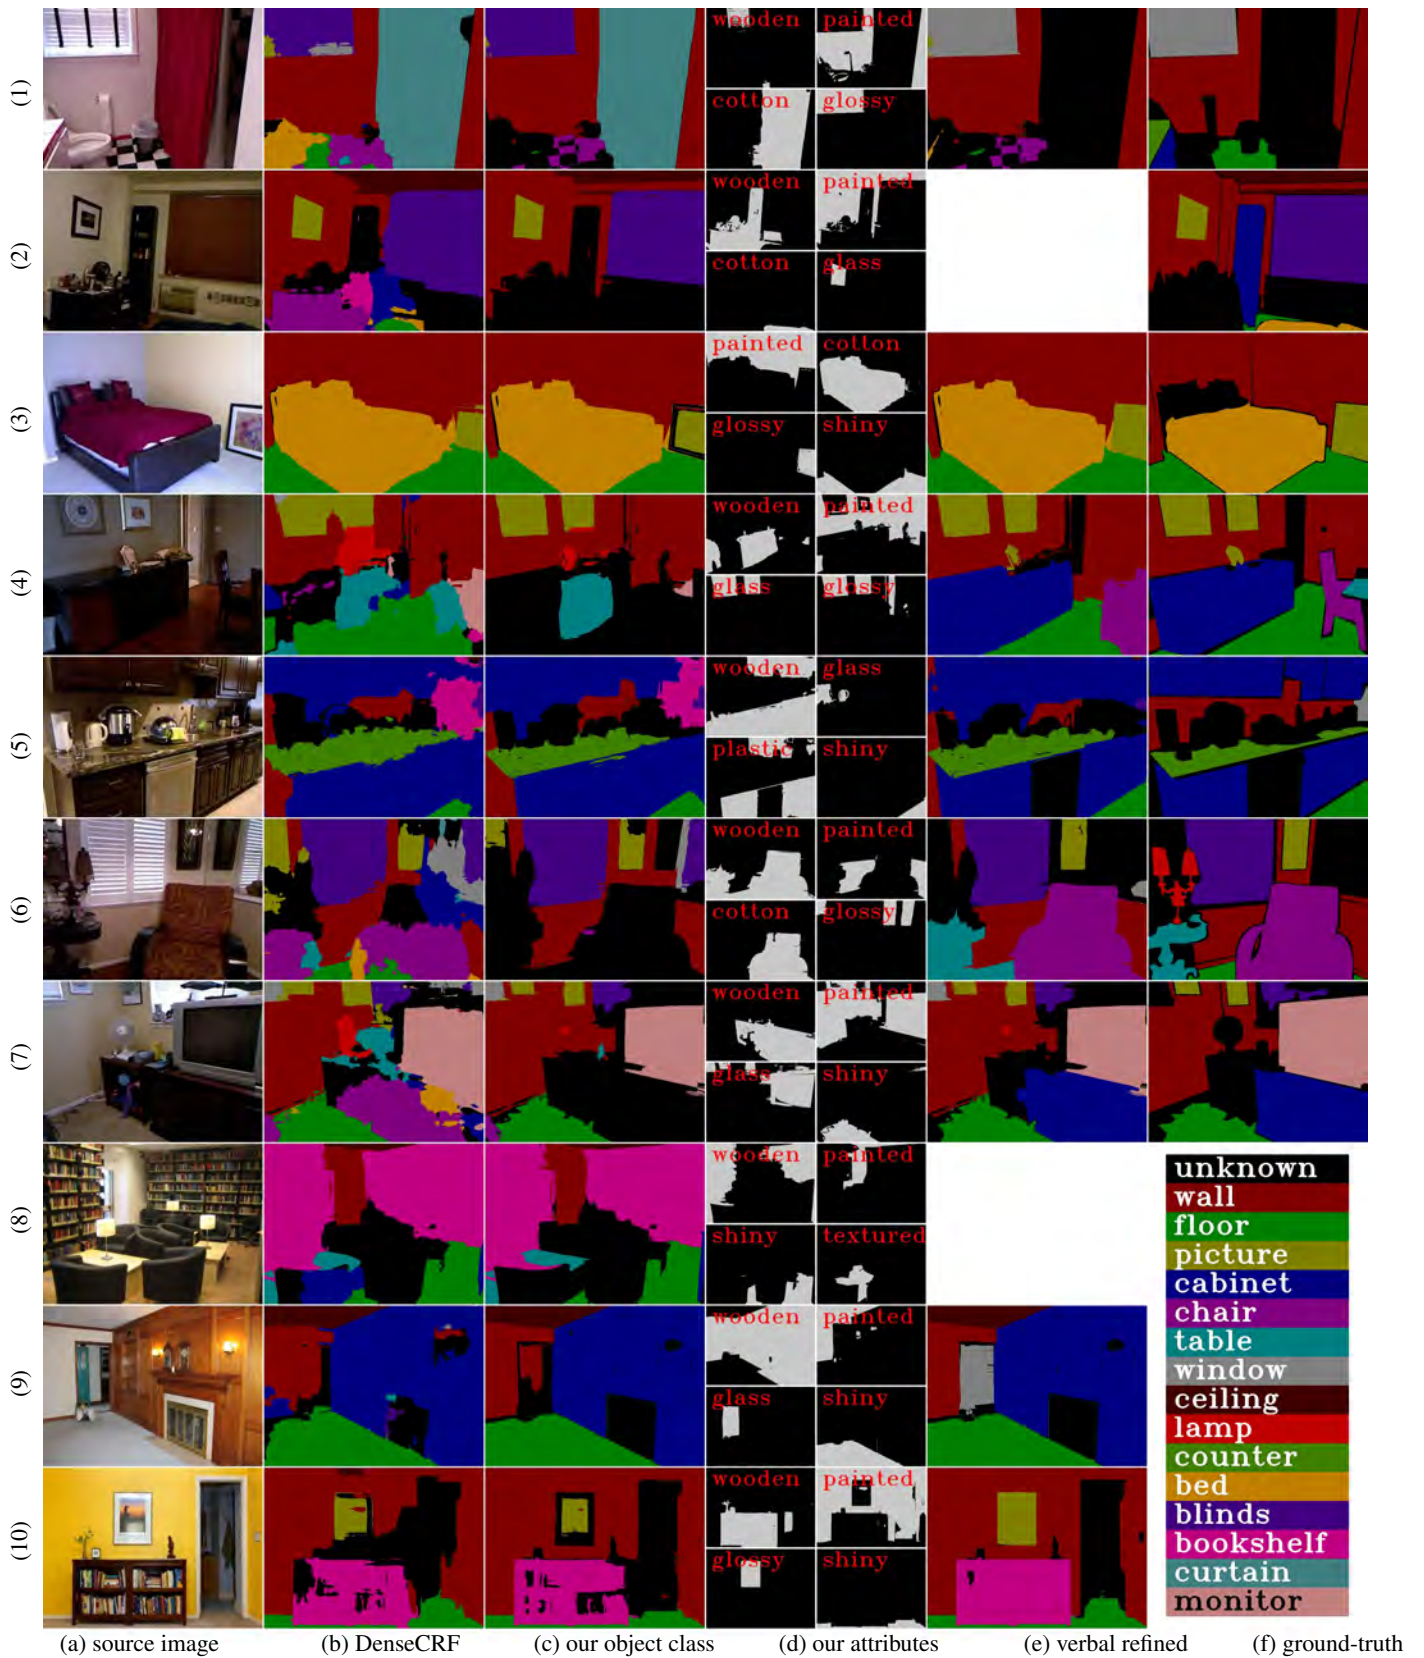 (1)
wooden painted
cotton glossy
(2)
wooden painted
cotton glass
(3)
painted cotton
glossy shiny
(4)
wooden painted
glass glossy
(5)
wooden glass
plastic shiny
(6)
wooden painted
cotton glossy
(7)
wooden painted
glass shiny
(8)
wooden painted
shiny textured
unknown
wall
floor
picture
cabinet
chair
table
window
ceiling
lamp
counter
bed
blinds
bookshelf
curtain
monitor
(9)
wooden painted
glass shiny
(10)
wooden painted
glossy shiny
(a) source image (b) DenseCRF (c) our object class (d) our attributes (e) verbal refined (f) ground-truth